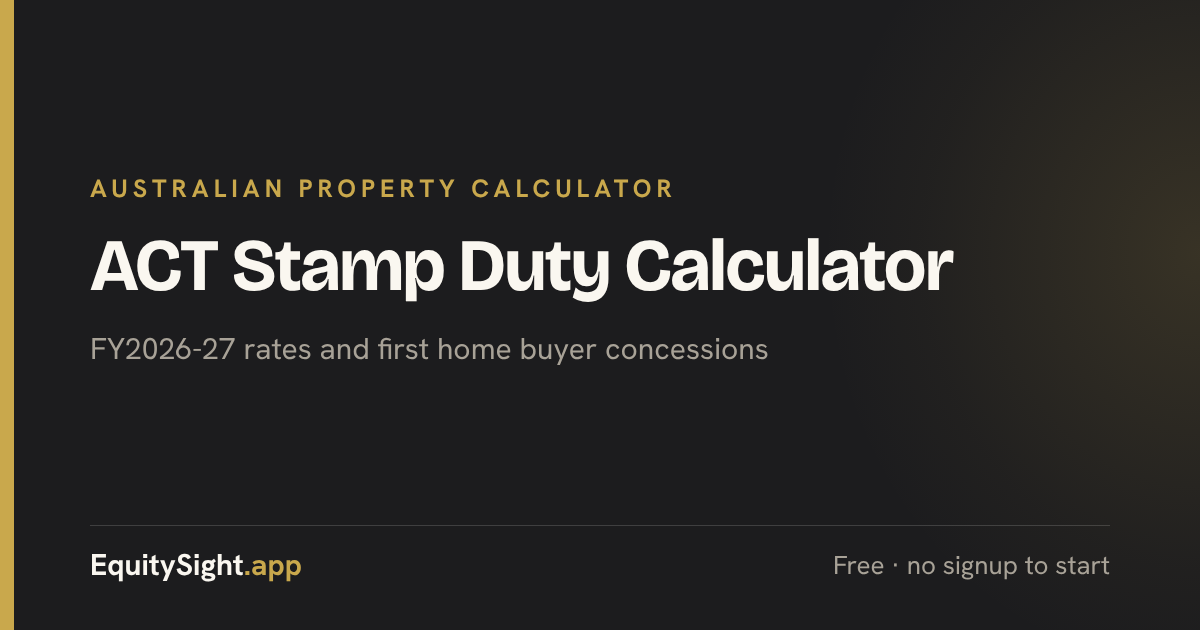 AUSTRALIAN PROPERTY CALCULATOR
ACT Stamp Duty Calculator
FY2026-27 rates and first home buyer concessions
EquitySight.app
Free · no signup to start